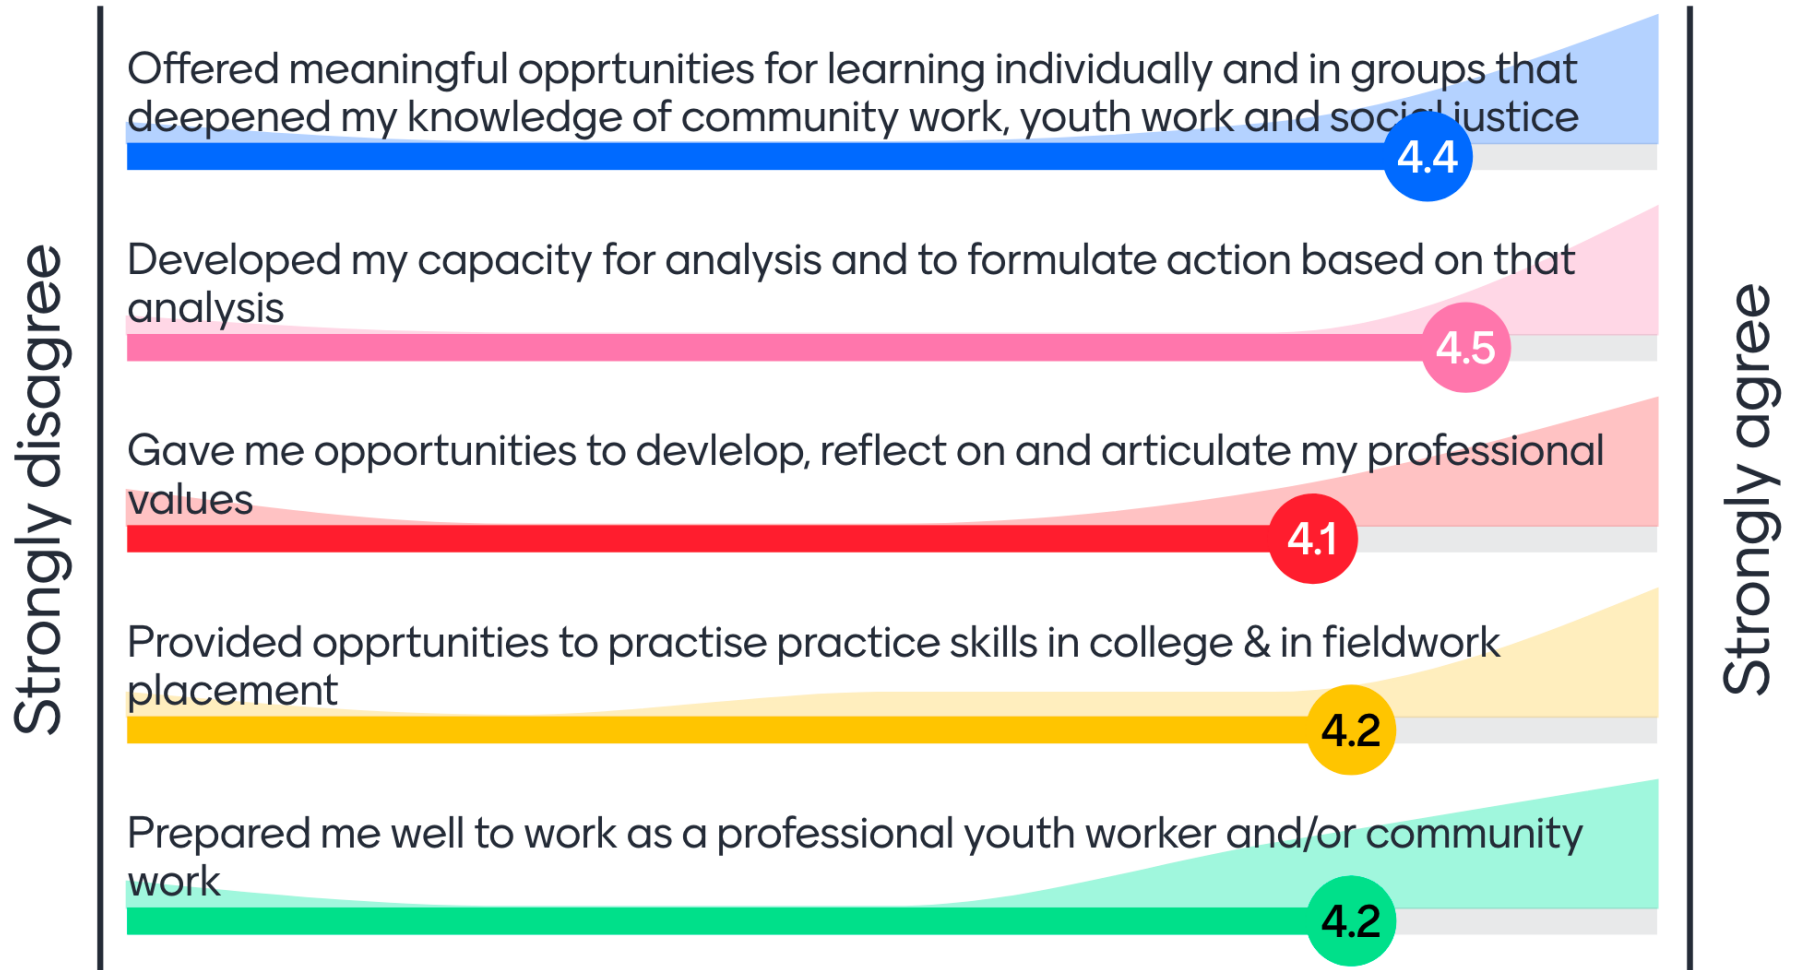 Strongly disagree
Offered meaningful opprtunities for learning individually and in groups that
deepened my knowledge of community work, youth work and social justice
4.4
Developed my capacity for analysis and to formulate action based on that
analysis
4.5
Gave me opportunities to devlelop, reflect on and articulate my professional
values
4.1
Provided opprtunities to practise practice skills in college & in fieldwork
placement
4.2
Prepared me well to work as a professional youth worker and/or community
work
4.2
Strongly agree